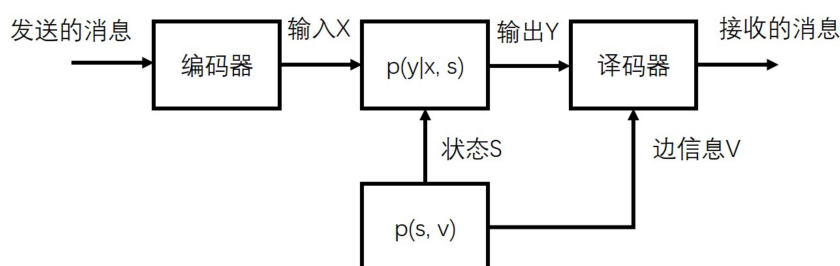 发送的消息
编码器
输入X
p(y|x, s)
输出Y
译码器
接收的消息
状态S
边信息V
p(s, v)